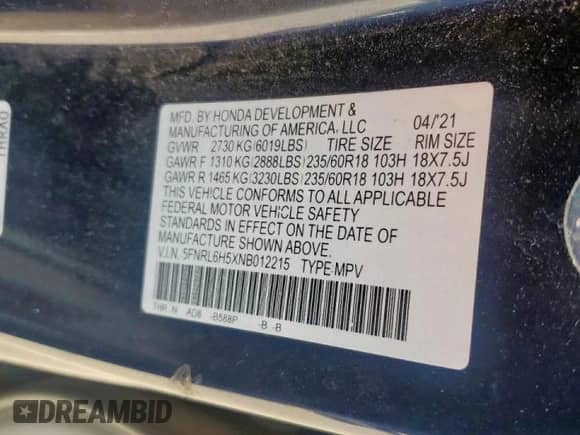 MFD. BY HONDA DEVELOPMENT &
MANUFACTURING OF AMERICA, LLC 04/21
GVWR 2730 KG(6019LBS) TIRE SIZE RIM SIZE
GAWR F 1310 KG(2888LBS) 235/60R18 103H 18X7.5J
GAWR R 1465 KG(3230LBS) 235/60R18 103H 18X7.5J
THIS VEHICLE CONFORMS TO ALL APPLICABLE
FEDERAL MOTOR VEHICLE SAFETY
STANDARDS IN EFFECT ON THE DATE OF
MANUFACTURE SHOWN ABOVE.
V.I.N. 5FNRL6H5XNB012215 TYPE:MPV
THR N AD6 -B588P -B -B
DREAMBID